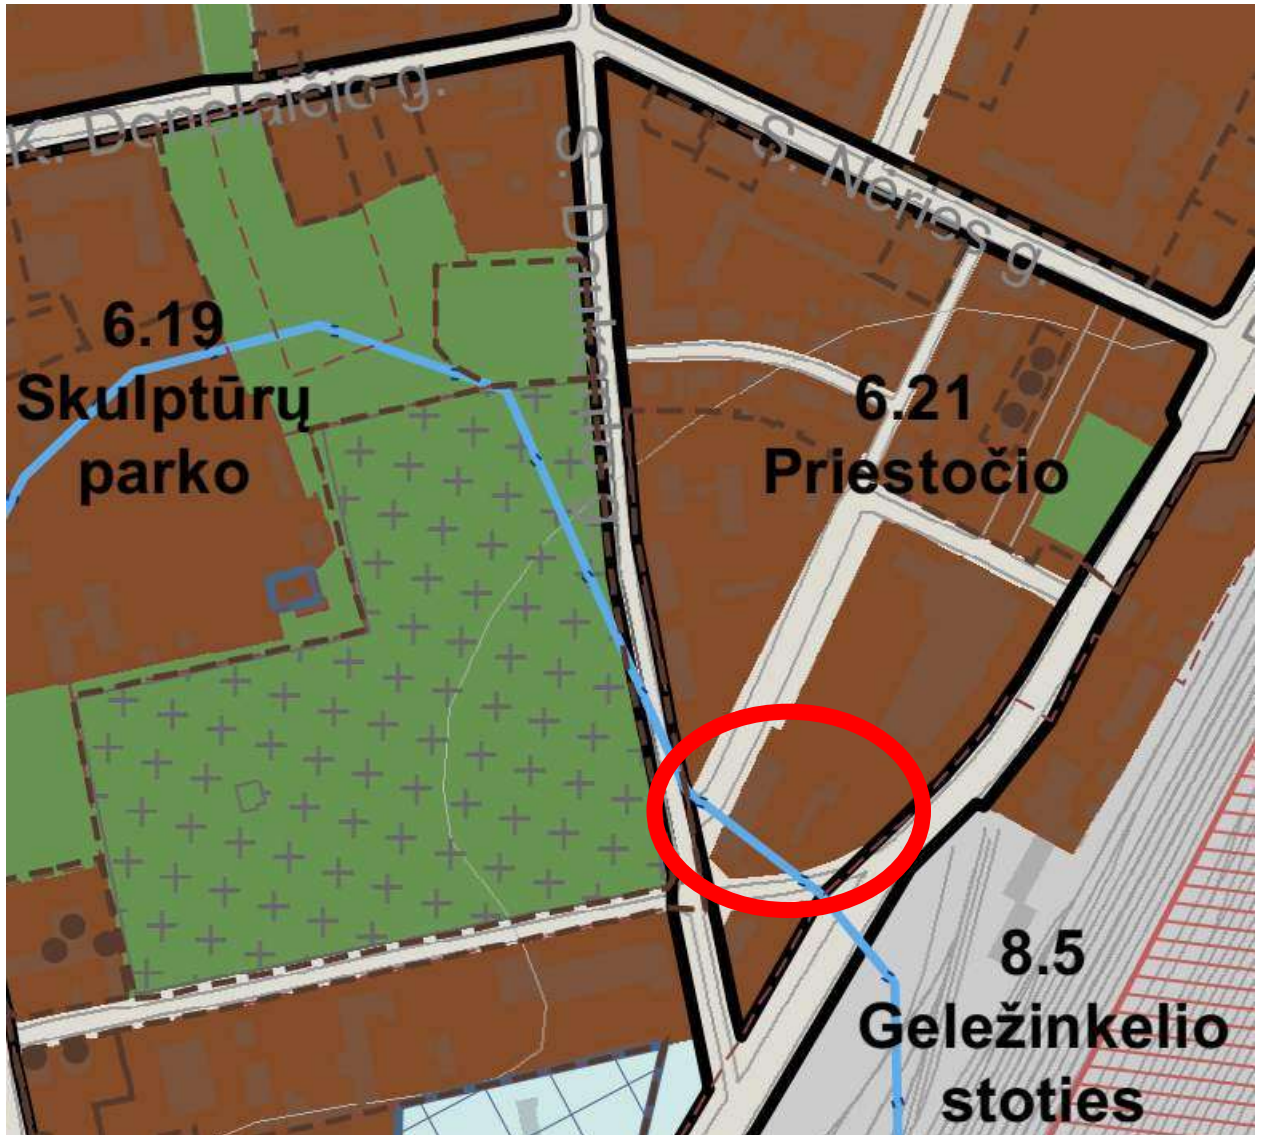 K. Donelaičio g.
S. Daukanto g.
S. Nėries g.
6.19
Skulptūrų
parko
6.21
Priestočio
8.5
Geležinkelio
stoties